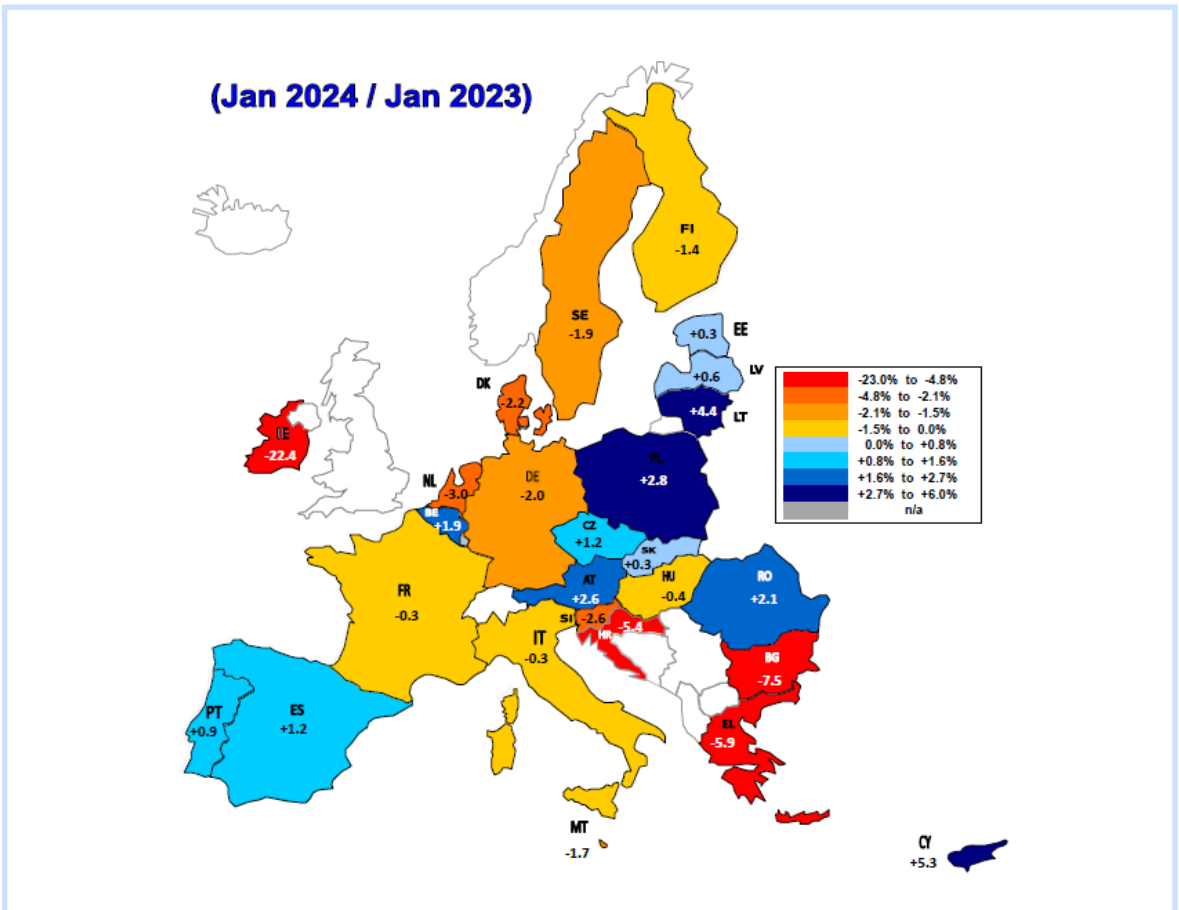 (Jan 2024 / Jan 2023)
FI
-1.4
SE
-1.9
+0.3
EE
+0.6
LV
+4.4
LT
DK
-2.2
IE
-22.4
NL
-3.0
DE
-2.0
PL
+2.8
BE
+1.9
CZ
+1.2
SK
+0.3
FR
-0.3
AT
+2.6
HU
-0.4
RO
+2.1
SI
-2.6
HR
-5.4
IT
-0.3
BG
-7.5
PT
+0.9
ES
+1.2
EL
-5.9
MT
-1.7
CY
+5.3
-23.0% to -4.8%
-4.8% to -2.1%
-2.1% to -1.5%
-1.5% to 0.0%
0.0% to +0.8%
+0.8% to +1.6%
+1.6% to +2.7%
+2.7% to +6.0%
n/a